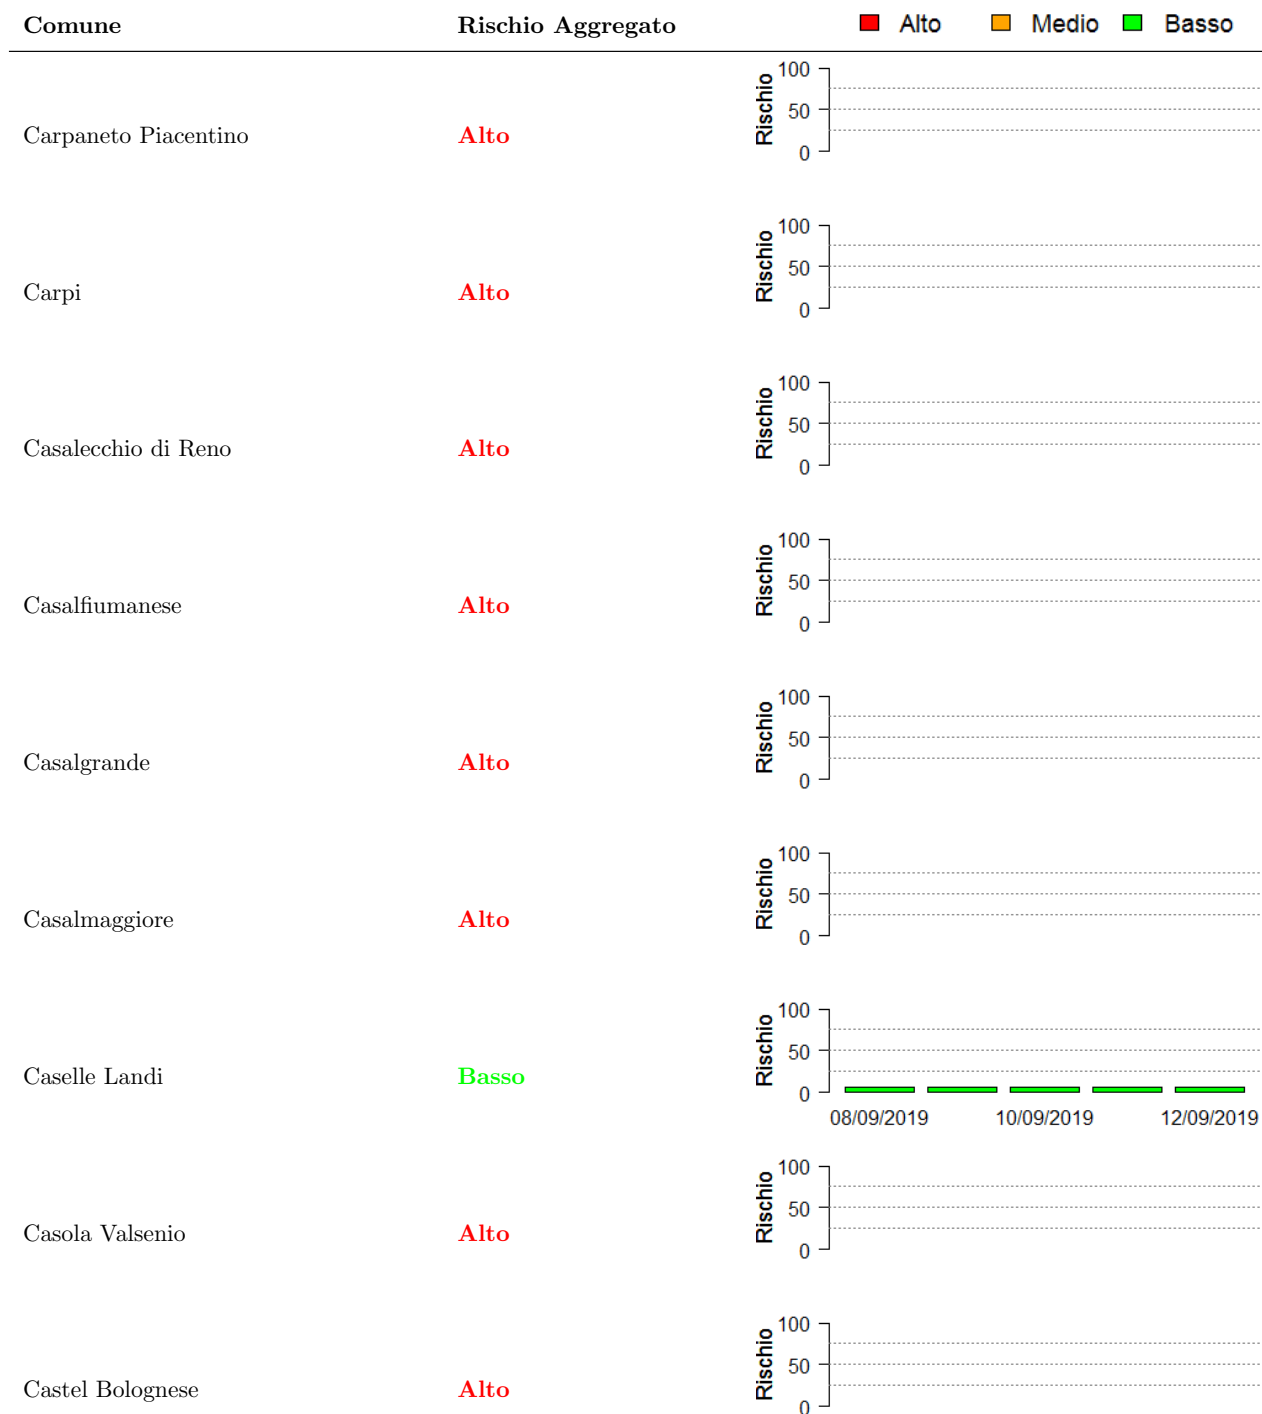 Comune Rischio Aggregato Alto Medio Basso
Carpaneto Piacentino Alto
Rischio
100
50
0
Carpi Alto
Rischio
100
50
0
Casalecchio di Reno Alto
Rischio
100
50
0
Casalfiumanese Alto
Rischio
100
50
0
Casalgrande Alto
Rischio
100
50
0
Casalmaggiore Alto
Rischio
100
50
0
Caselle Landi Basso
Rischio
100
50
0
08/09/2019 10/09/2019 12/09/2019
Casola Valsenio Alto
Rischio
100
50
0
Castel Bolognese Alto
Rischio
100
50
0